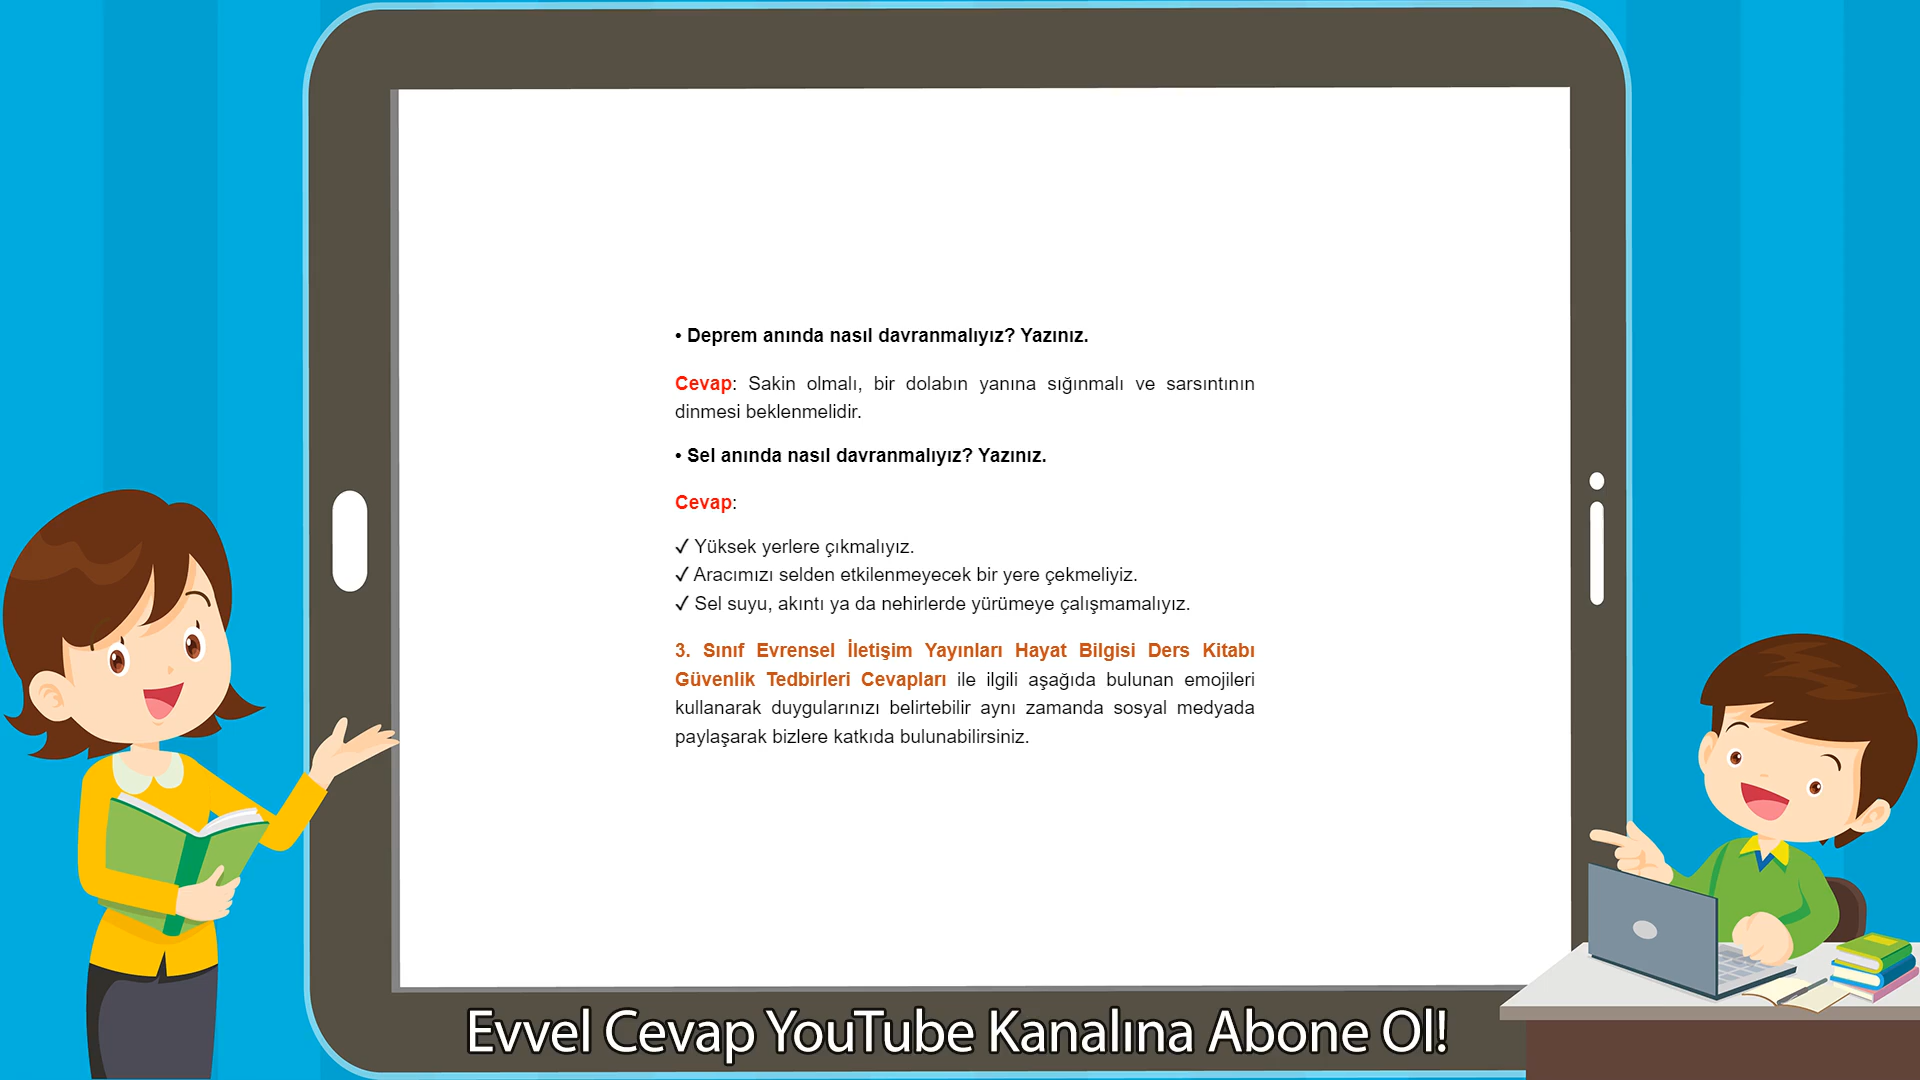 • Deprem anında nasıl davranmalıyız? Yazınız.
Cevap: Sakin olmalı, bir dolabın yanına sığınmalı ve sarsıntının
dinmesi beklenmelidir.
• Sel anında nasıl davranmalıyız? Yazınız.
Cevap:
✓ Yüksek yerlere çıkmalıyız.
✓ Aracımızı selden etkilenmeyecek bir yere çekmeliyiz.
✓ Sel suyu, akıntı ya da nehirlerde yürümeye çalışmamalıyız.
3. Sınıf Evrensel İletişim Yayınları Hayat Bilgisi Ders Kitabı
Güvenlik Tedbirleri Cevapları ile ilgili aşağıda bulunan emojileri
kullanarak duygularınızı belirtebilir aynı zamanda sosyal medyada
paylaşarak bizlere katkıda bulunabilirsiniz.
Evvel Cevap YouTube Kanalına Abone Ol!